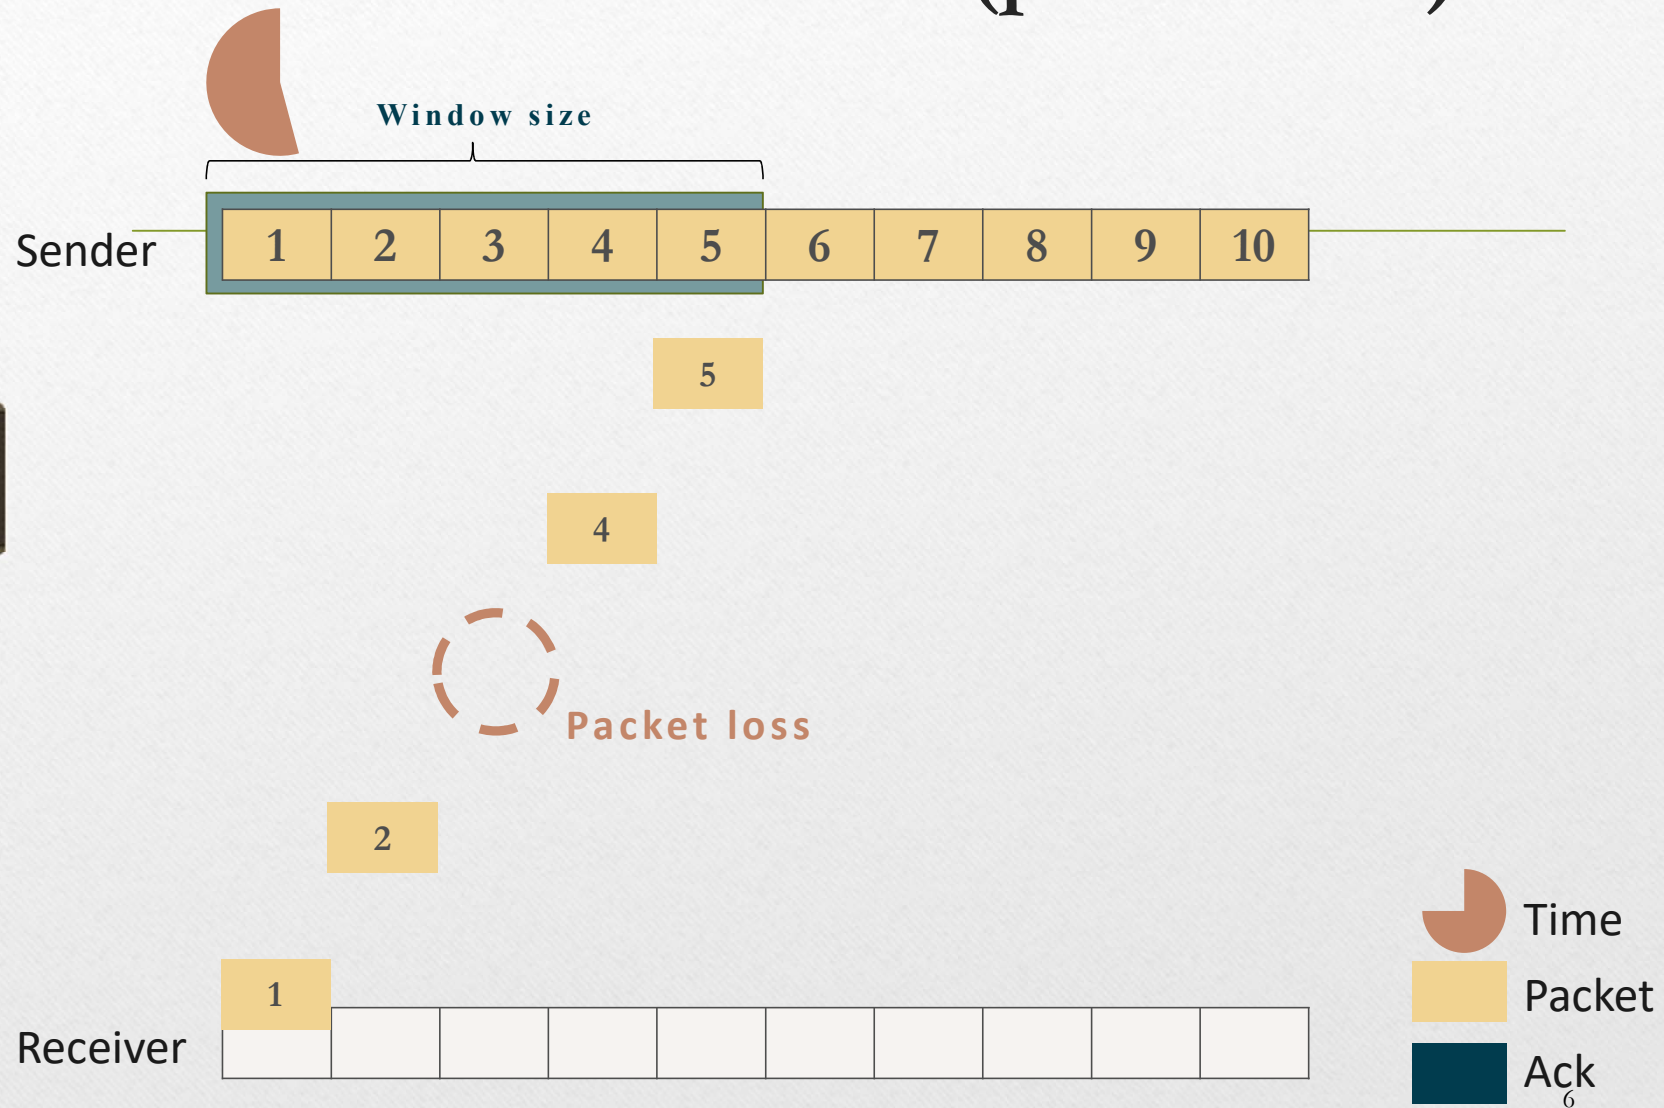 Window size
Sender
1 2 3 4 5 6 7 8 9 10
5
4
Packet loss
2
1
Receiver
Time
Packet
Ack
6